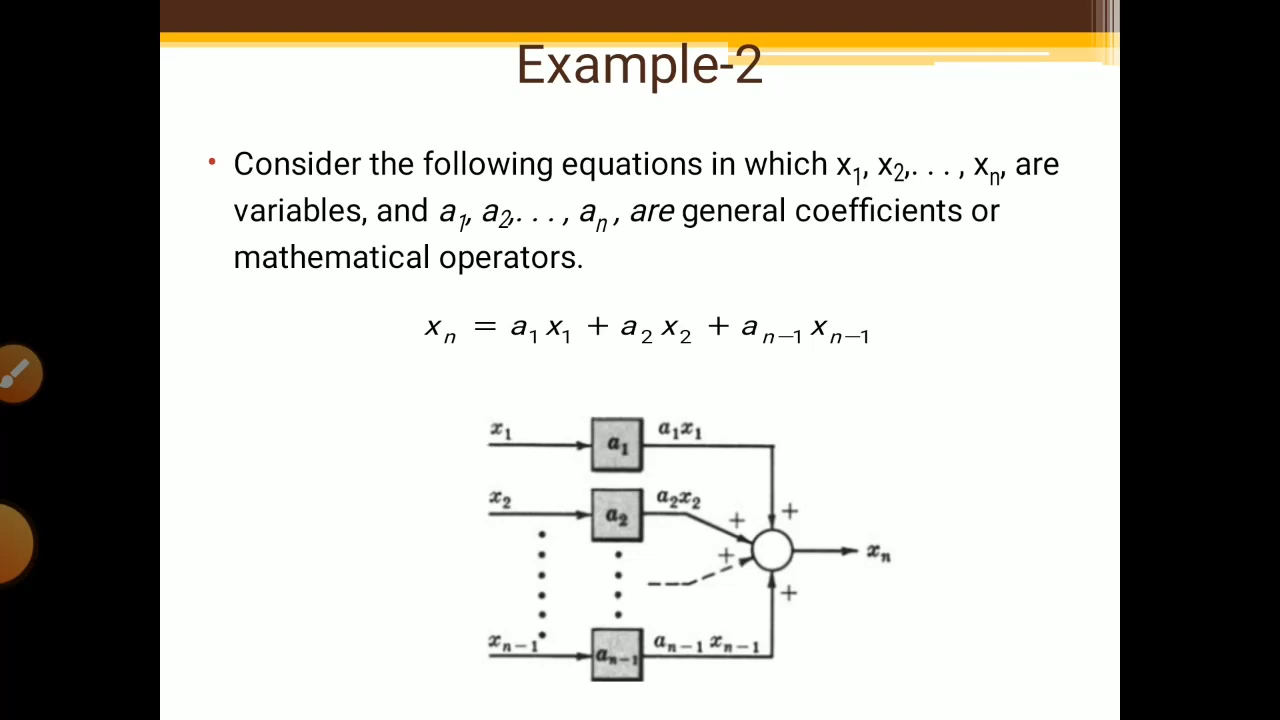 Example-2
• Consider the following equations in which x₁, x₂,. . . , xₙ, are
variables, and a₁, a₂,. . . , aₙ , are general coefficients or
mathematical operators.
xₙ = a₁ x₁ + a₂ x₂ + aₙ₋₁ xₙ₋₁
x₁ a₁ a₁x₁
+
x₂ a₂ a₂x₂
+
+ xₙ
+
xₙ₋₁ aₙ₋₁ aₙ₋₁ xₙ₋₁